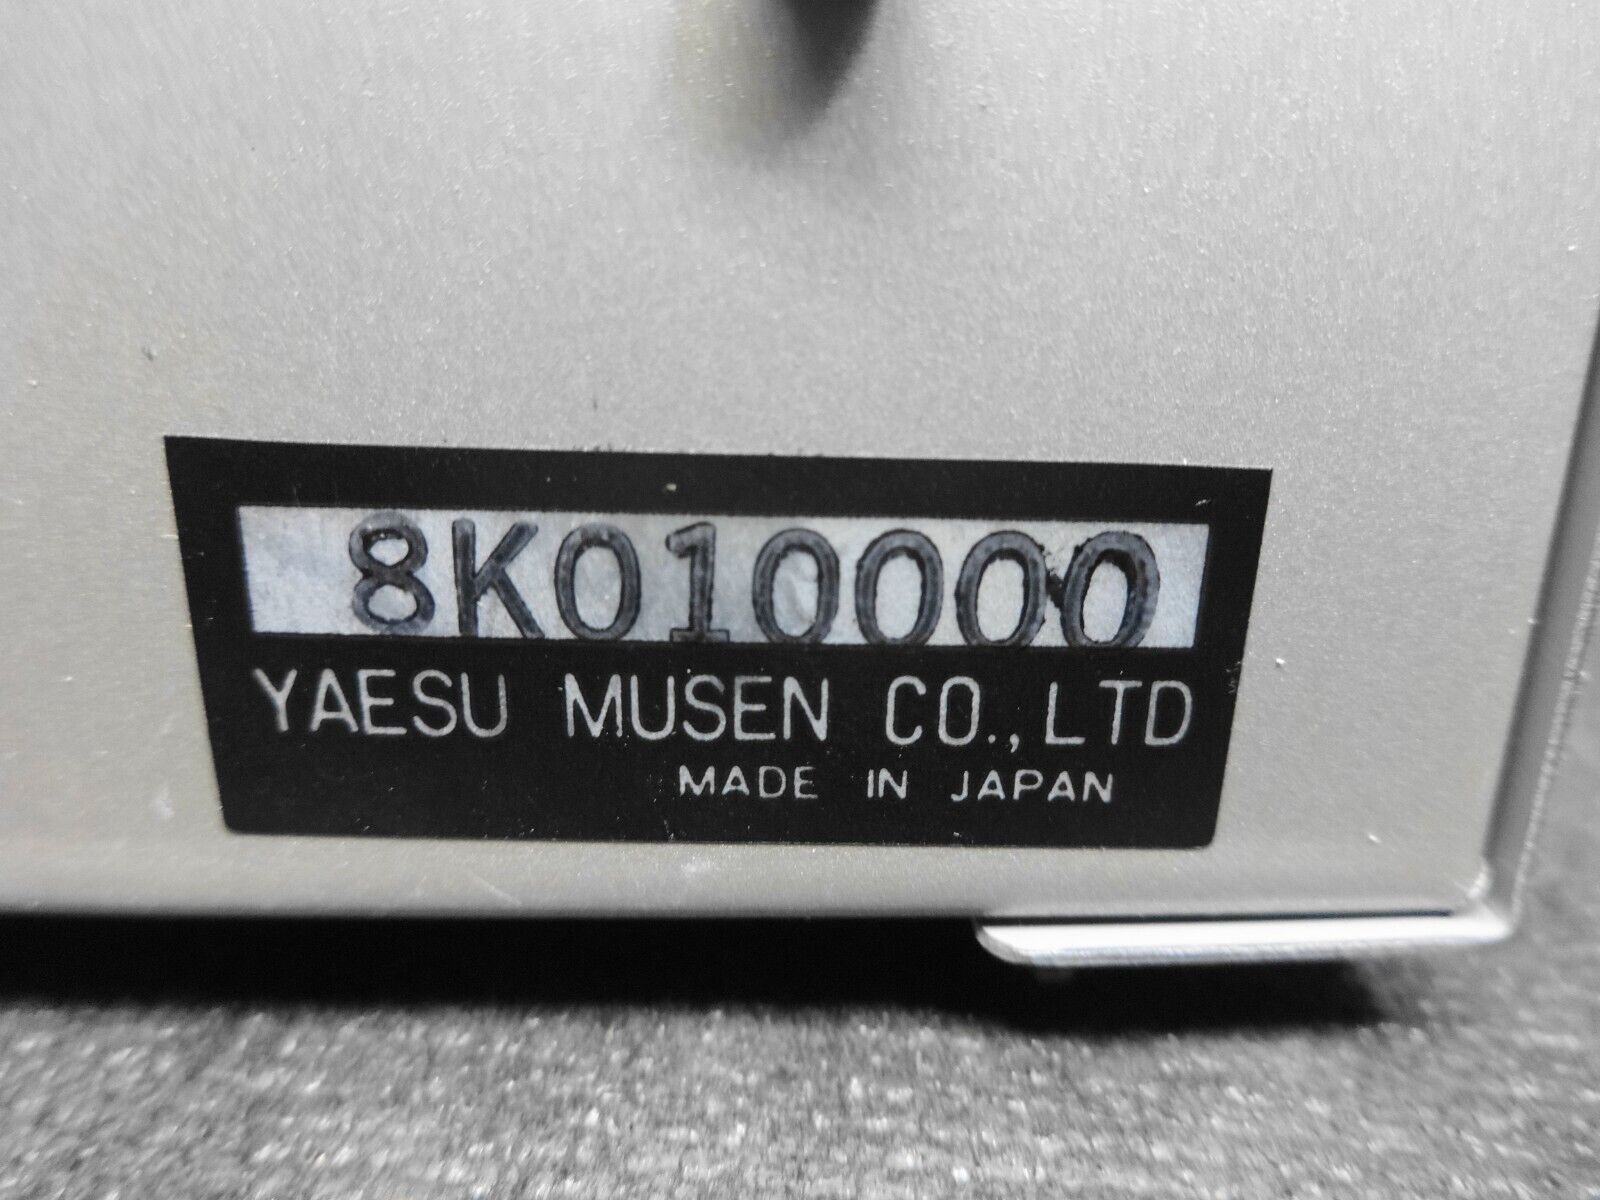 8K010000
YAESU MUSEN CO.,LTD
MADE IN JAPAN